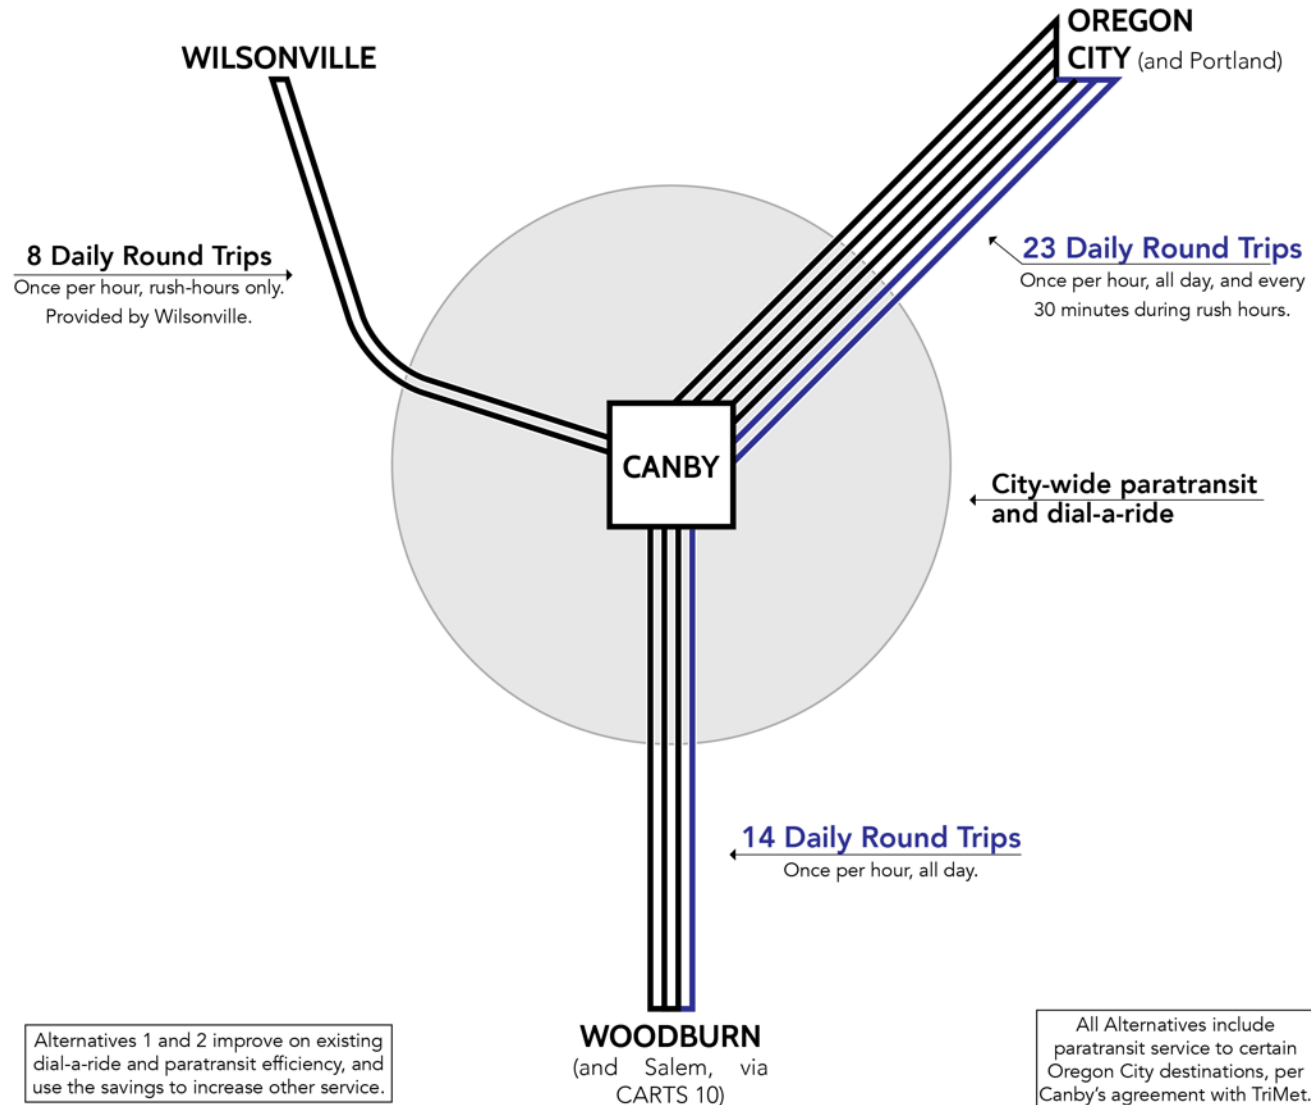 WILSONVILLE
OREGON
CITY (and Portland)
8 Daily Round Trips
Once per hour, rush-hours only.
Provided by Wilsonville.
23 Daily Round Trips
Once per hour, all day, and every
30 minutes during rush hours.
CANBY
City-wide paratransit
and dial-a-ride
14 Daily Round Trips
Once per hour, all day.
WOODBURN
(and Salem, via
CARTS 10)
Alternatives 1 and 2 improve on existing
dial-a-ride and paratransit efficiency, and
use the savings to increase other service.
All Alternatives include
paratransit service to certain
Oregon City destinations, per
Canby's agreement with TriMet.